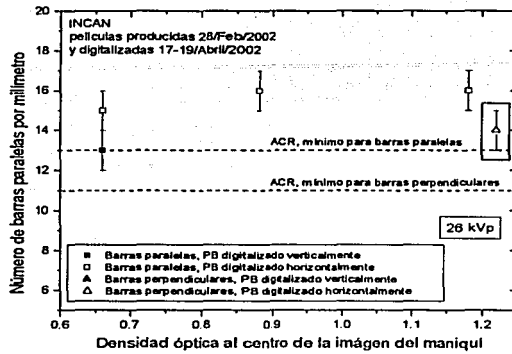 INCAN
películas producidas 28/Feb/2002
y digitalizadas 17-19/Abril/2002
Número de barras paralelas por milímetro
20
18
16
14
12
10
8
6
ACR, mínimo para barras paralelas
ACR, mínimo para barras perpendiculares
26 kVp
Barras paralelas, PB digitalizado verticalmente
Barras paralelas, PB digitalizado horizontalmente
Barras perpendiculares, PB digitalizado verticalmente
Barras perpendiculares, PB digitalizado horizontalmente
0.6 0.7 0.8 0.9 1.0 1.1 1.2
Densidad óptica al centro de la imágen del maniquí